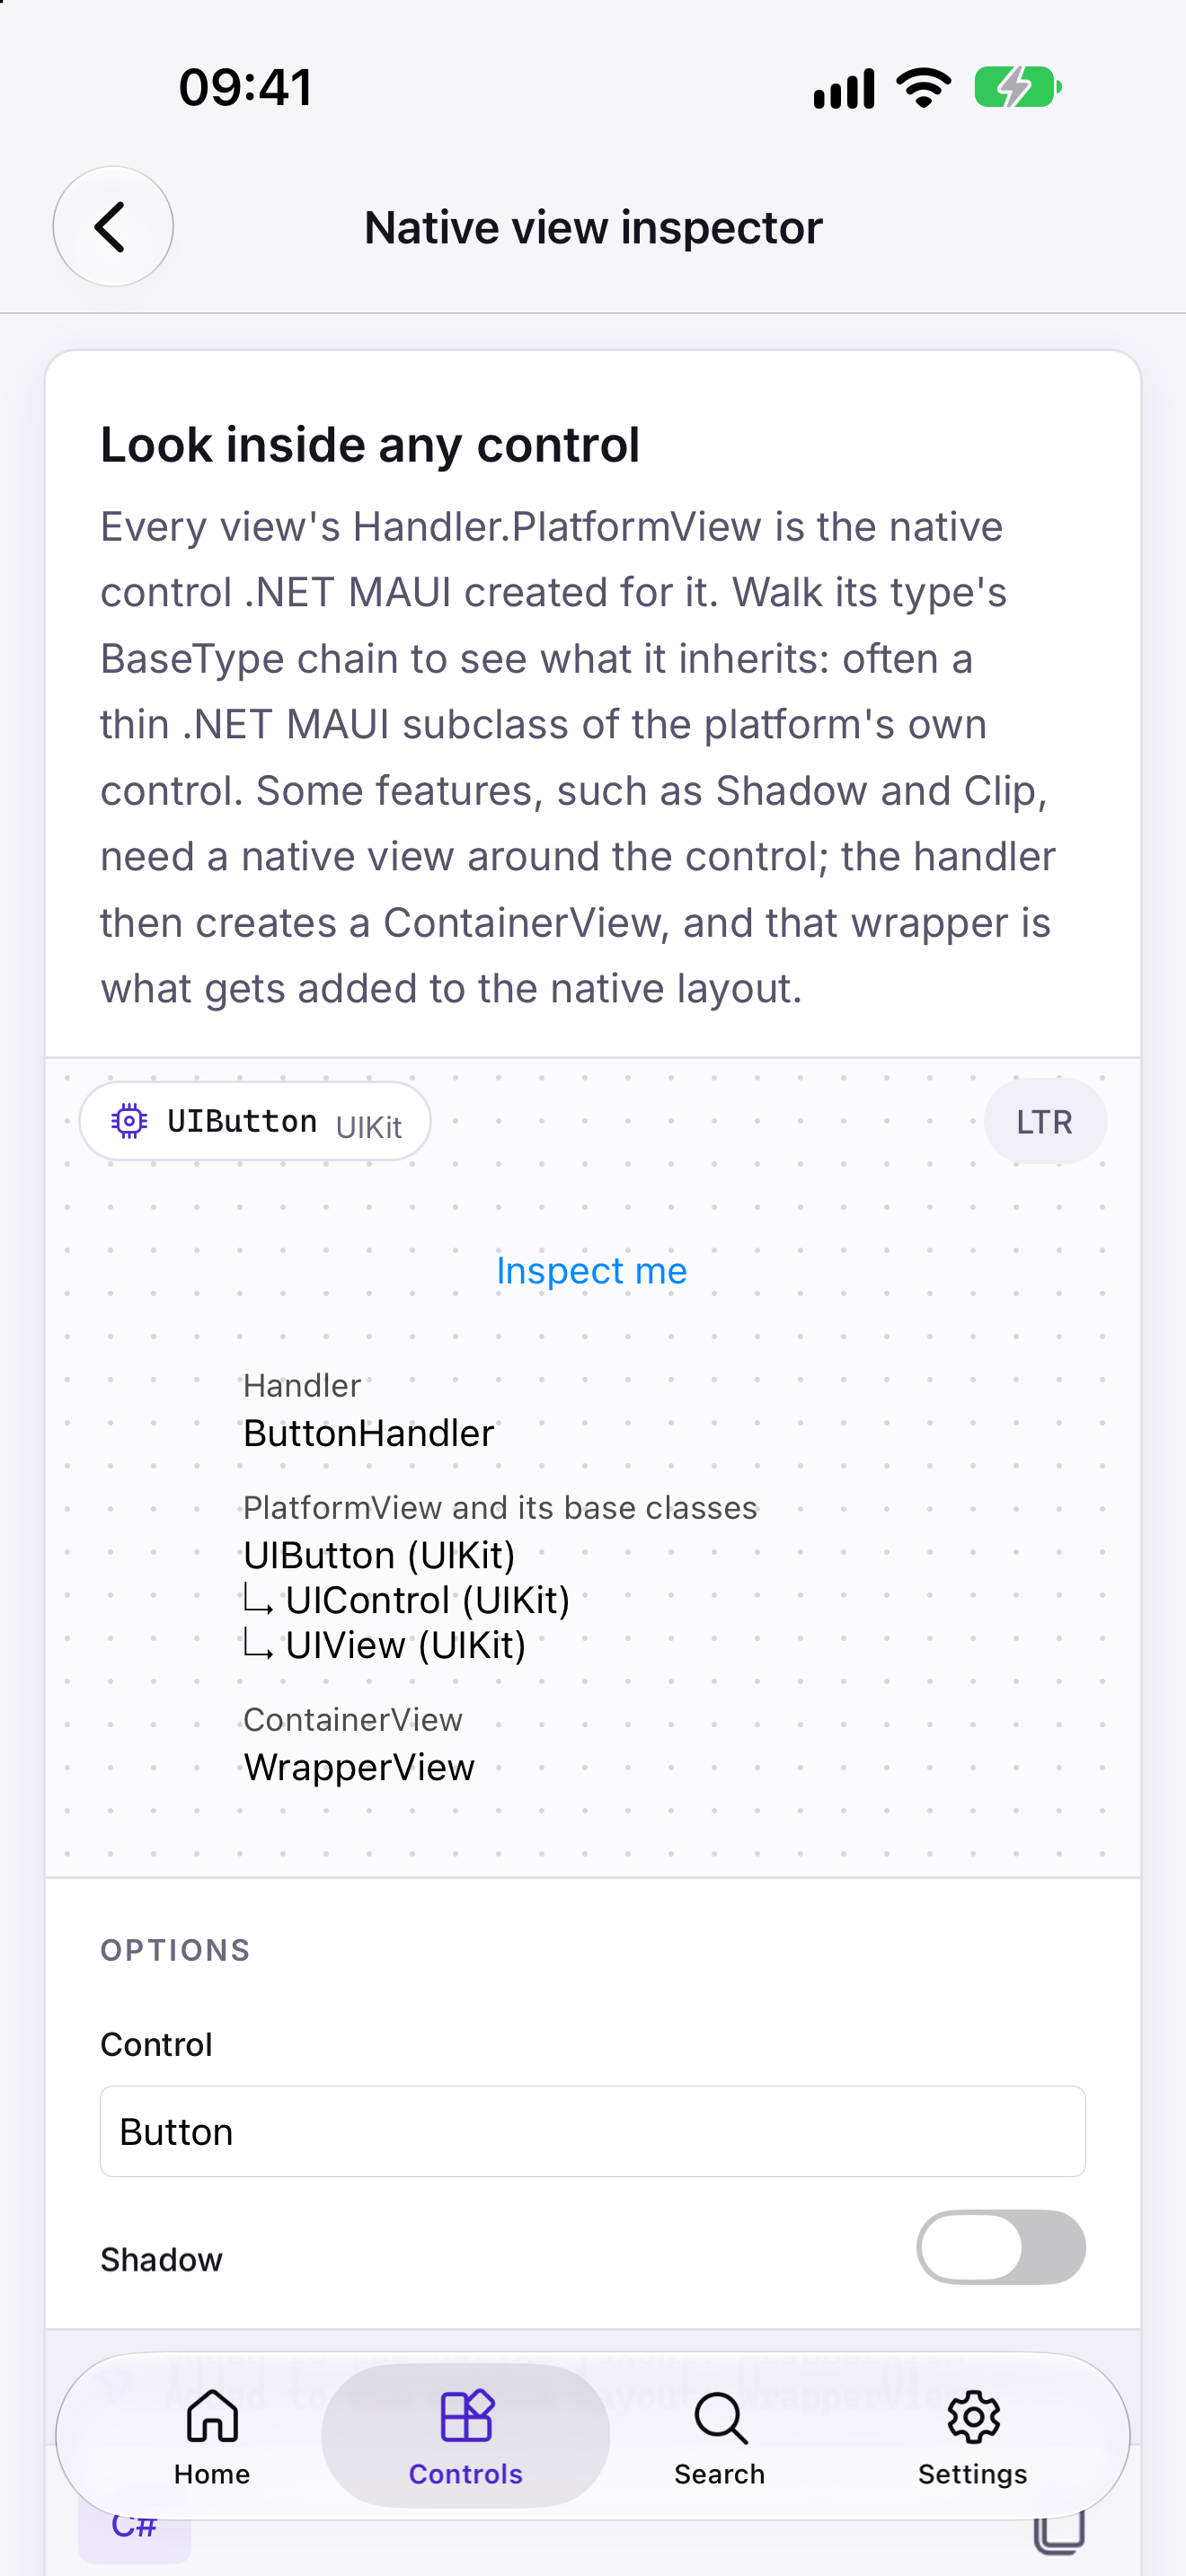 09:41
Native view inspector
Look inside any control
Every view's Handler.PlatformView is the native
control .NET MAUI created for it. Walk its type's
BaseType chain to see what it inherits: often a
thin .NET MAUI subclass of the platform's own
control. Some features, such as Shadow and Clip,
need a native view around the control; the handler
then creates a ContainerView, and that wrapper is
what gets added to the native layout.
UIButton UIKit
LTR
Inspect me
Handler
ButtonHandler
PlatformView and its base classes
UIButton (UIKit)
↳ UIControl (UIKit)
↳ UIView (UIKit)
ContainerView
WrapperView
OPTIONS
Control
Button
Shadow
Home
Controls
Search
Settings
C#